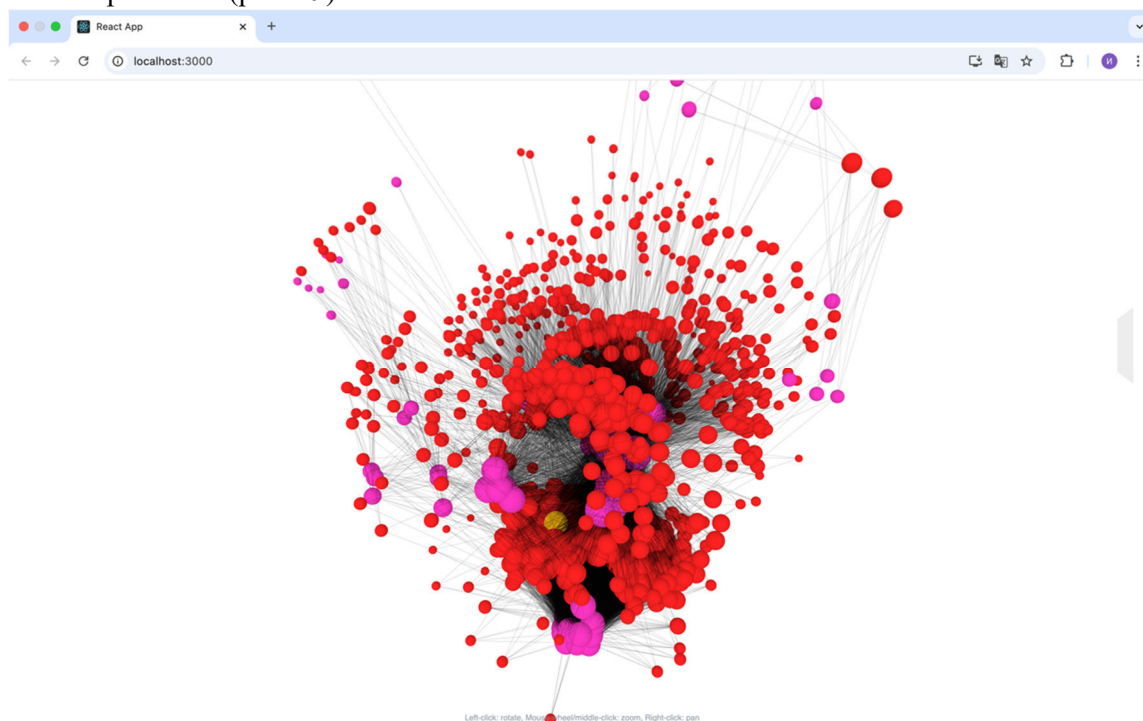 React App
localhost:3000
И
Left-click: rotate, Mouse wheel/middle-click: zoom, Right-click: pan